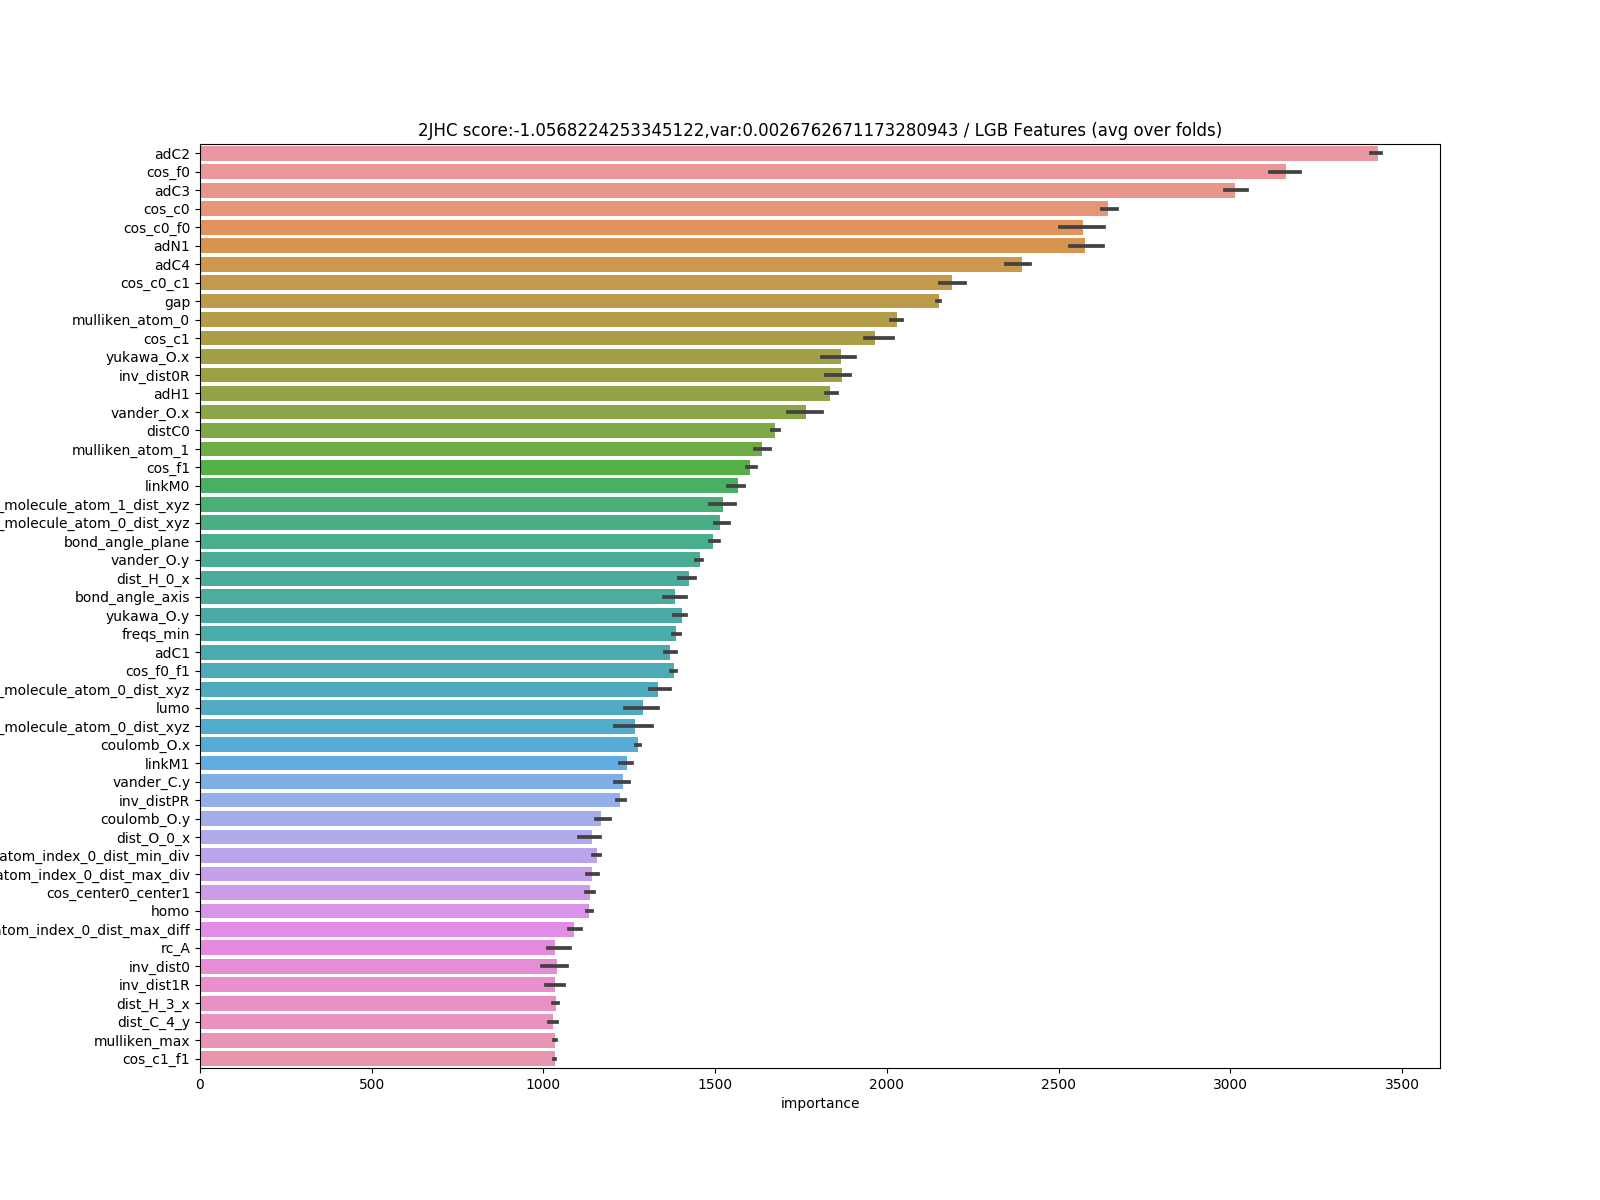 2JHC score:-1.0568224253345122,var:0.0026762671173280943 / LGB Features (avg over folds)
adC2
cos_f0
adC3
cos_c0
cos_c0_f0
adN1
adC4
cos_c0_c1
gap
mulliken_atom_0
cos_c1
yukawa_O.x
inv_dist0R
adH1
vander_O.x
distC0
mulliken_atom_1
cos_f1
linkM0
_molecule_atom_1_dist_xyz
_molecule_atom_0_dist_xyz
bond_angle_plane
vander_O.y
dist_H_0_x
bond_angle_axis
yukawa_O.y
freqs_min
adC1
cos_f0_f1
_molecule_atom_0_dist_xyz
lumo
_molecule_atom_0_dist_xyz
coulomb_O.x
linkM1
vander_C.y
inv_distPR
coulomb_O.y
dist_O_0_x
atom_index_0_dist_min_div
atom_index_0_dist_max_div
cos_center0_center1
homo
atom_index_0_dist_max_diff
rc_A
inv_dist0
inv_dist1R
dist_H_3_x
dist_C_4_y
mulliken_max
cos_c1_f1
0 500 1000 1500 2000 2500 3000 3500
importance